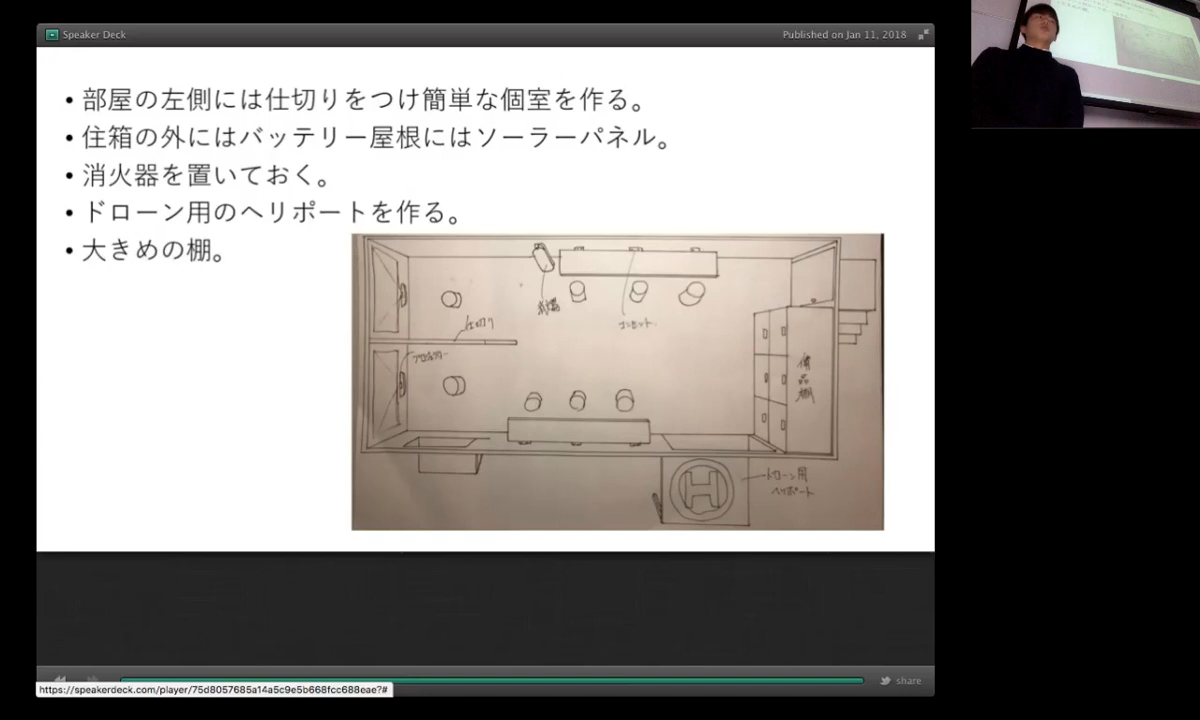 Speaker Deck
Published on Jan 11, 2018
• 部屋の左側には仕切りをつけ簡単な個室を作る。
• 住箱の外にはバッテリー屋根にはソーラーパネル。
• 消火器を置いておく。
• ドローン用のヘリポートを作る。
• 大きめの棚。
仕切り
コンセント
備品棚
H
ドローン用
ヘリポート
share
https://speakerdeck.com/player/75d8057685a14a5c9e5b668fcc688eae?#